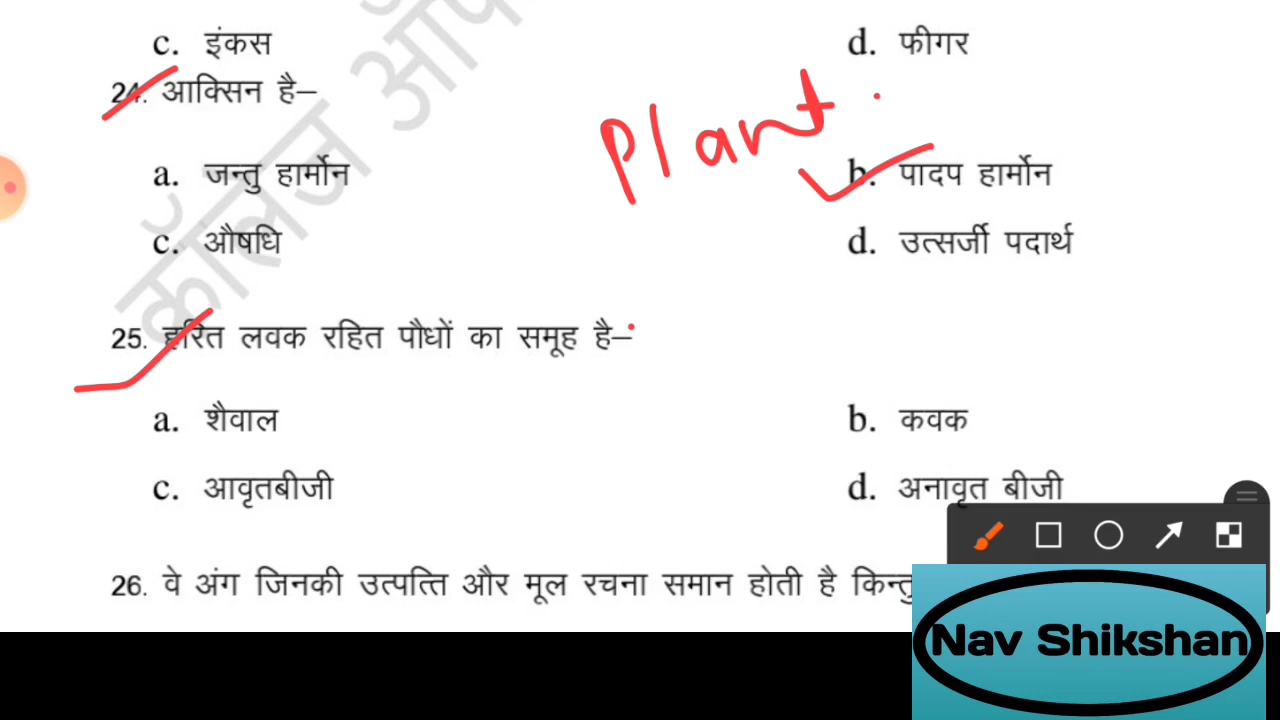 c. इंकस d. फीगर
24. आक्सिन है–
Plant
a. जन्तु हार्मोन b. पादप हार्मोन
c. औषधि d. उत्सर्जी पदार्थ
25. हरित लवक रहित पौधों का समूह है–
a. शैवाल b. कवक
c. आवृतबीजी d. अनावृत बीजी
26. वे अंग जिनकी उत्पत्ति और मूल रचना समान होती है किन्तु
Nav Shikshan
कॉलेज ऑफ